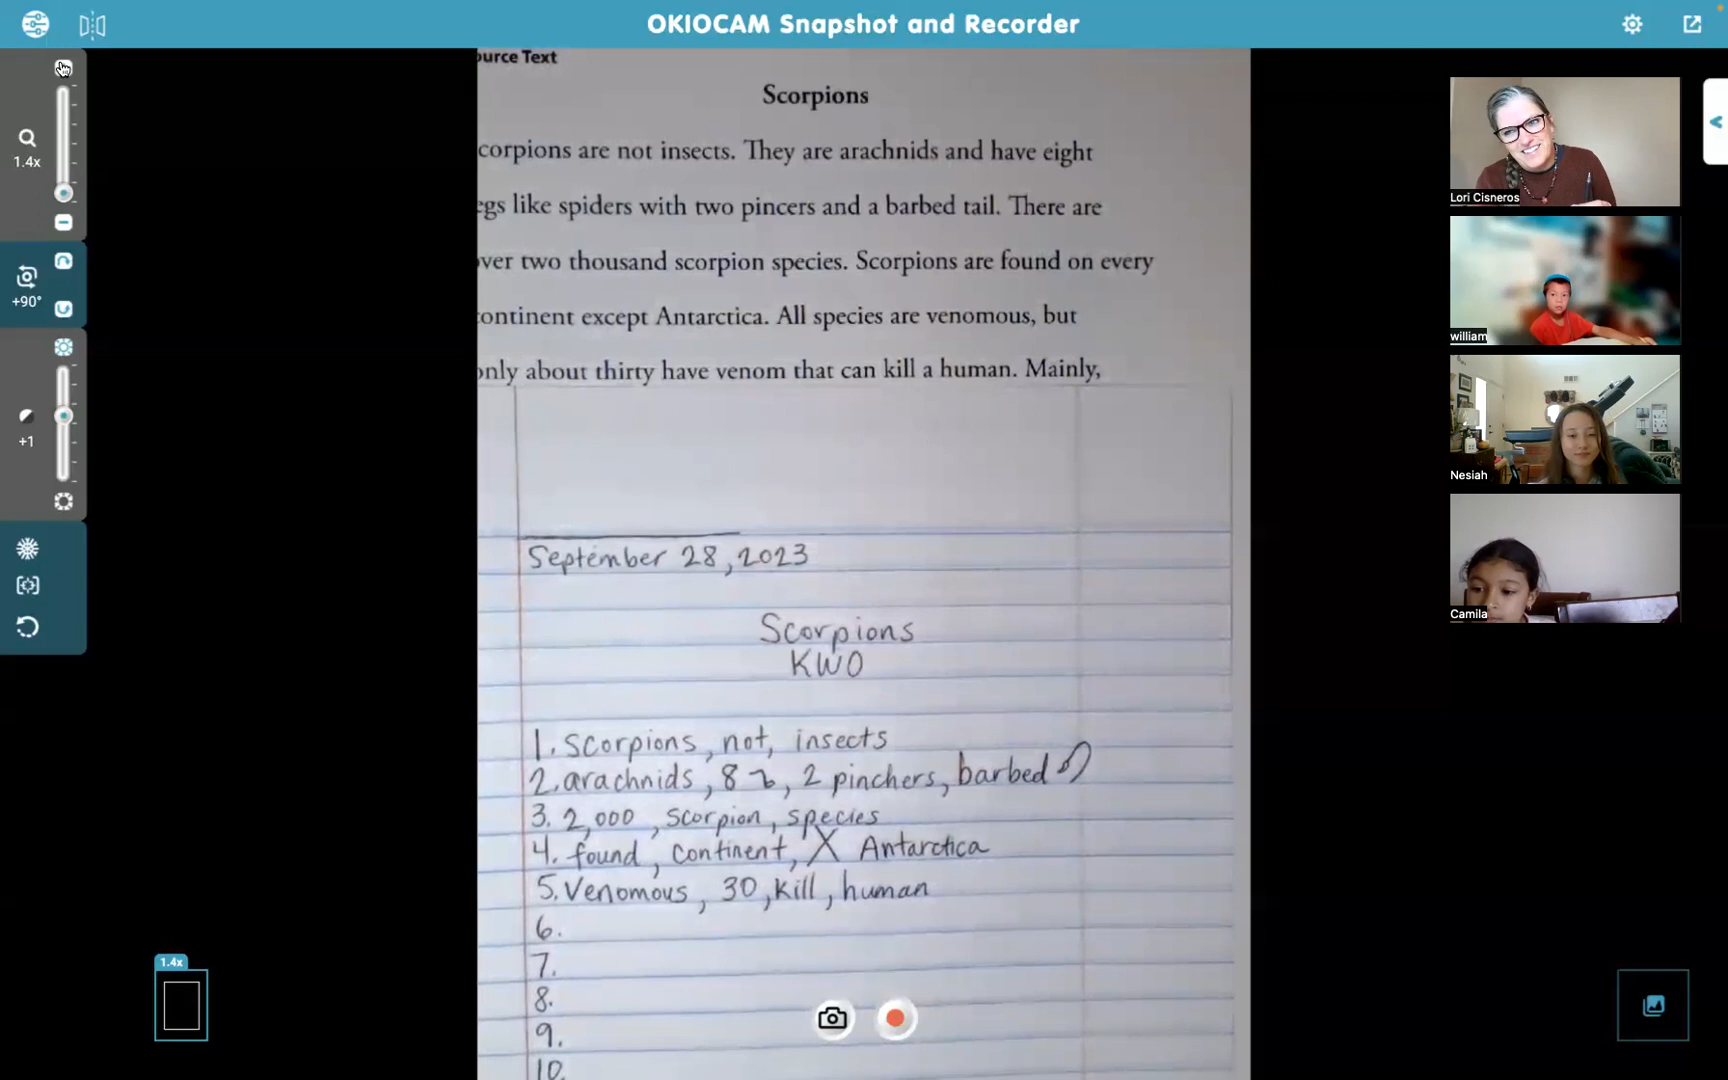 OKIOCAM Snapshot and Recorder
1.4x
+90°
+1
1.4x
ource Text
Scorpions
corpions are not insects. They are arachnids and have eight
egs like spiders with two pincers and a barbed tail. There are
ver two thousand scorpion species. Scorpions are found on every
ontinent except Antarctica. All species are venomous, but
only about thirty have venom that can kill a human. Mainly,
September 28, 2023
Scorpions
KWO
1. Scorpions, not, insects
2. arachnids, 8, 2 pinchers, barbed
3. 2,000, scorpion, species
4. found, continent, X Antarctica
5. Venomous, 30, kill, human
6.
7.
8.
9.
10.
Lori Cisneros
william
Nesiah
Camila